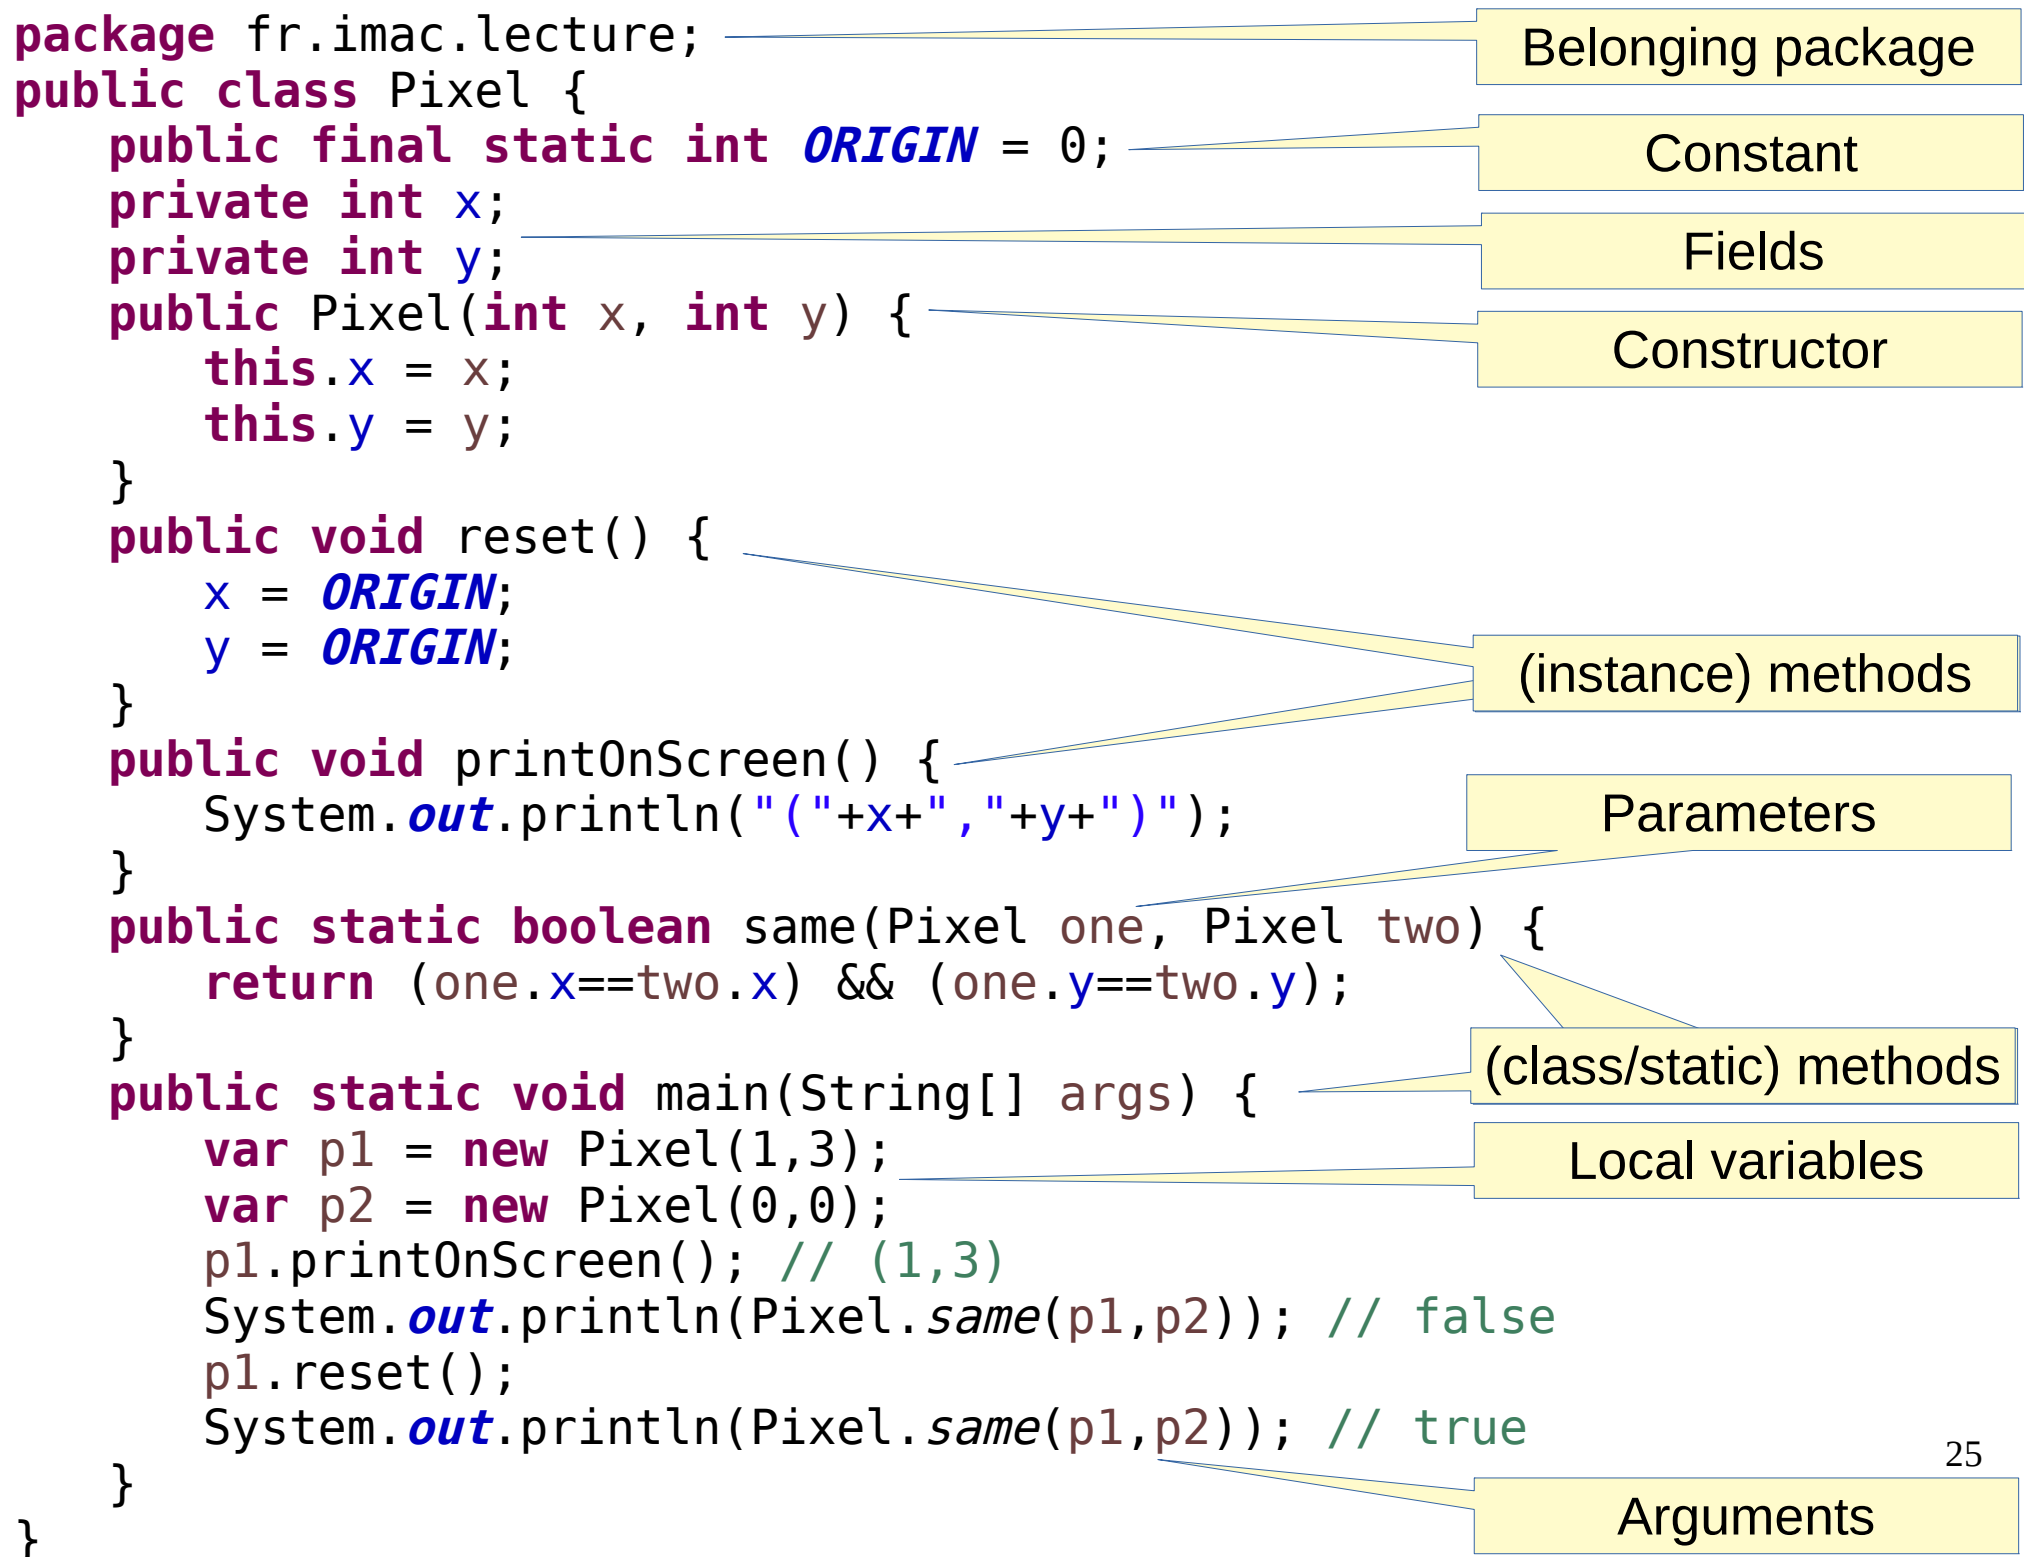 package fr.imac.lecture;
Belonging package
public class Pixel {
public final static int ORIGIN = 0;
Constant
private int x;
private int y;
Fields
public Pixel(int x, int y) {
Constructor
this.x = x;
this.y = y;
}
public void reset() {
x = ORIGIN;
y = ORIGIN;
(instance) methods
}
public void printOnScreen() {
System.out.println("("+x+","+y+")");
Parameters
}
public static boolean same(Pixel one, Pixel two) {
return (one.x==two.x) && (one.y==two.y);
}
(class/static) methods
public static void main(String[] args) {
var p1 = new Pixel(1,3);
Local variables
var p2 = new Pixel(0,0);
p1.printOnScreen(); // (1,3)
System.out.println(Pixel.same(p1,p2)); // false
p1.reset();
System.out.println(Pixel.same(p1,p2)); // true
25
}
Arguments
}